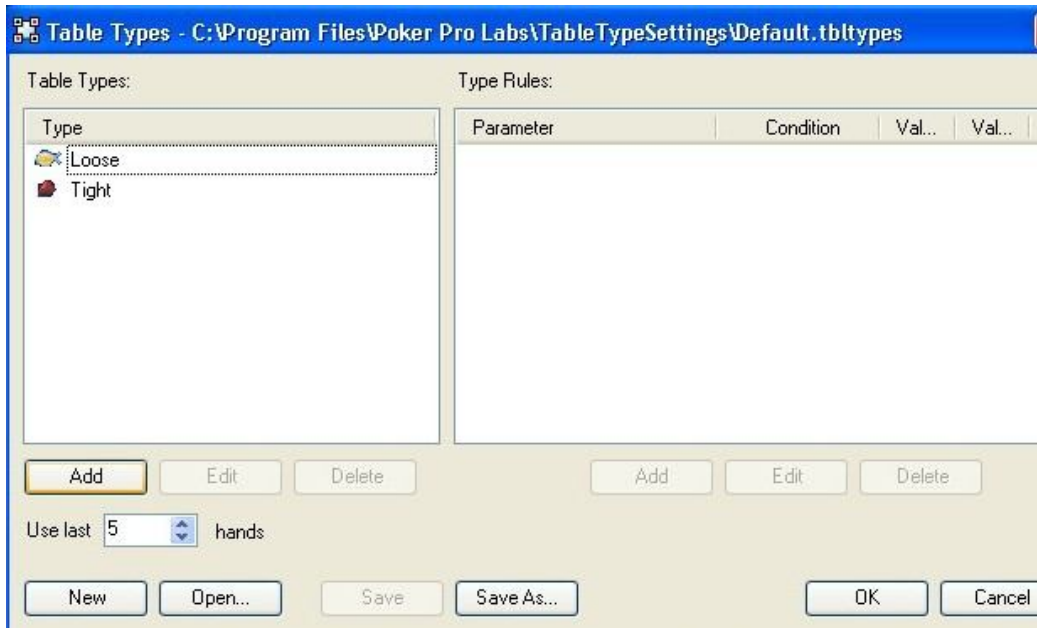 Table Types - C:\Program Files\Poker Pro Labs\TableTypeSettings\Default.tbltypes
Table Types:
Type Rules:
Type
Parameter Condition Val... Val...
Loose
Tight
Add Edit Delete Add Edit Delete
Use last 5 hands
New Open... Save Save As... OK Cancel